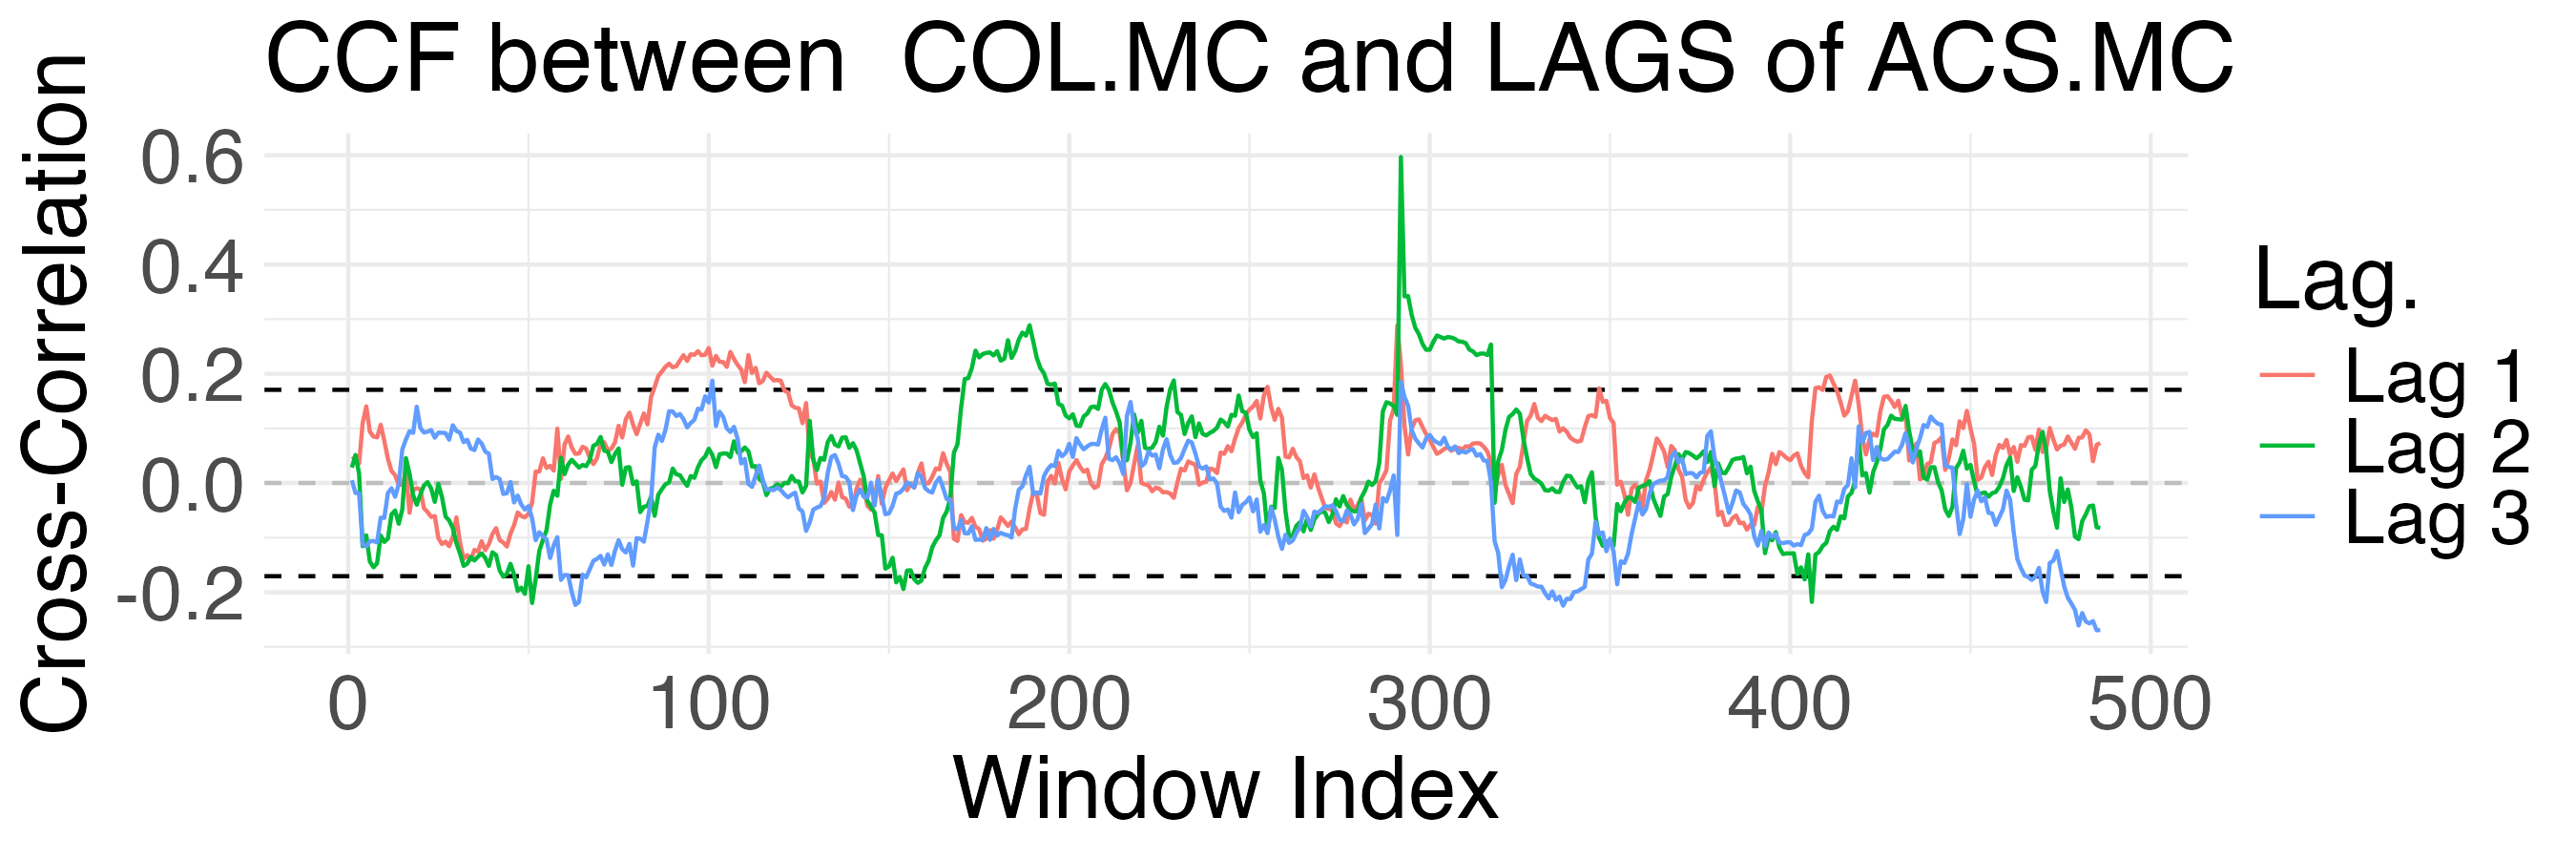 CCF between  COL.MC and LAGS of ACS.MC
Cross-Correlation
0.6
0.4
0.2
0.0
-0.2
0 100 200 300 400 500
Window Index
Lag.
Lag 1
Lag 2
Lag 3